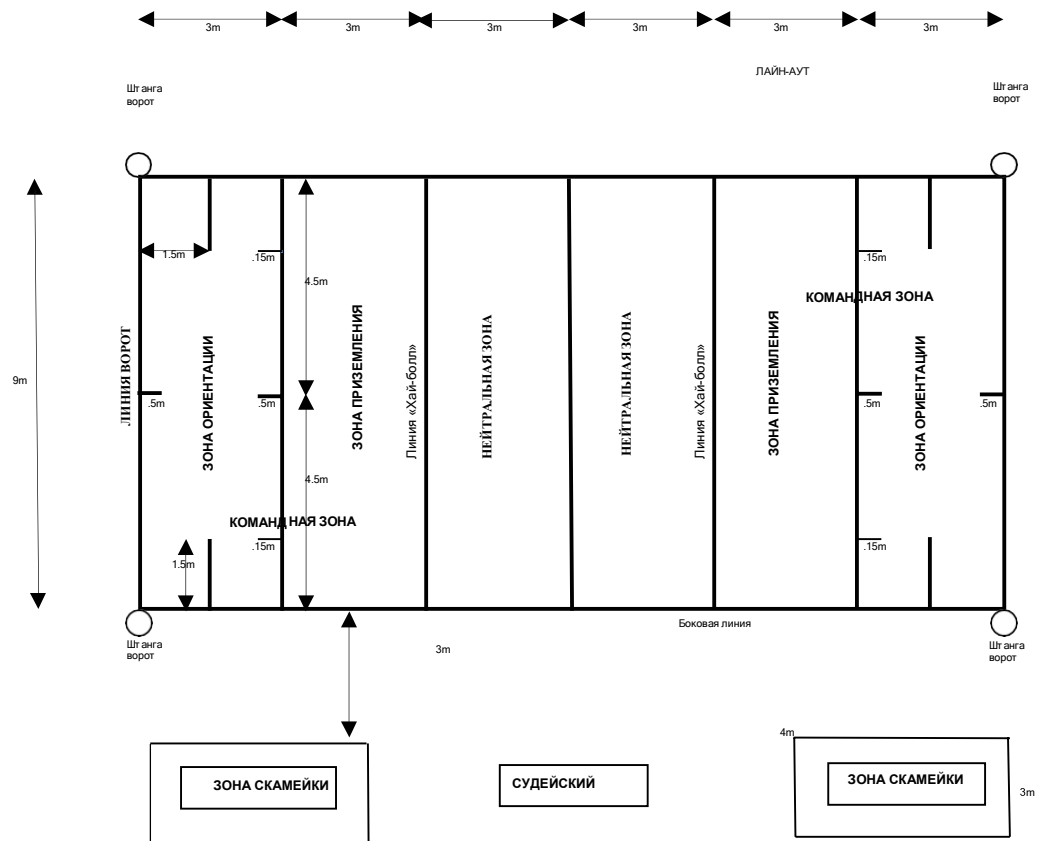 3m 3m 3m 3m 3m 3m
ЛАЙН-АУТ
Штанга
ворот
Штанга
ворот
1.5m
.15m
4.5m
.15m
КОМАНДНАЯ ЗОНА
9m
ЛИНИЯ ВОРОТ
ЗОНА ОРИЕНТАЦИИ
ЗОНА ПРИЗЕМЛЕНИЯ
Линия «Хай-болл»
НЕЙТРАЛЬНАЯ ЗОНА
НЕЙТРАЛЬНАЯ ЗОНА
Линия «Хай-болл»
ЗОНА ПРИЗЕМЛЕНИЯ
ЗОНА ОРИЕНТАЦИИ
.5m
.5m
.5m
.5m
4.5m
КОМАНДНАЯ ЗОНА
.15m
.15m
1.5m
Боковая линия
Штанга
ворот
3m
Штанга
ворот
4m
ЗОНА СКАМЕЙКИ
СУДЕЙСКИЙ
ЗОНА СКАМЕЙКИ
3m